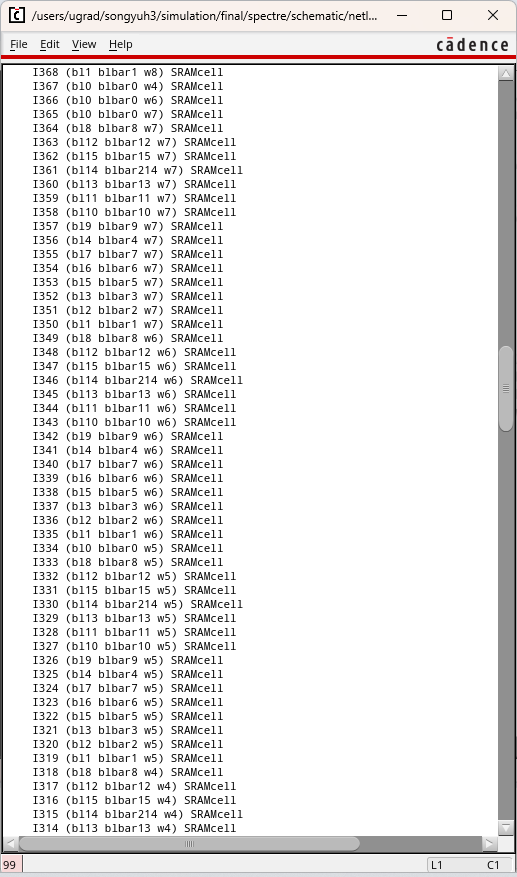 /users/ugrad/songyuh3/simulation/final/spectre/schematic/netl...
File Edit View Help
cādence
I368 (bl1 blbar1 w8) SRAMcell
I367 (bl0 blbar0 w4) SRAMcell
I366 (bl0 blbar0 w6) SRAMcell
I365 (bl0 blbar0 w7) SRAMcell
I364 (bl8 blbar8 w7) SRAMcell
I363 (bl12 blbar12 w7) SRAMcell
I362 (bl15 blbar15 w7) SRAMcell
I361 (bl14 blbar214 w7) SRAMcell
I360 (bl13 blbar13 w7) SRAMcell
I359 (bl11 blbar11 w7) SRAMcell
I358 (bl10 blbar10 w7) SRAMcell
I357 (bl9 blbar9 w7) SRAMcell
I356 (bl4 blbar4 w7) SRAMcell
I355 (bl7 blbar7 w7) SRAMcell
I354 (bl6 blbar6 w7) SRAMcell
I353 (bl5 blbar5 w7) SRAMcell
I352 (bl3 blbar3 w7) SRAMcell
I351 (bl2 blbar2 w7) SRAMcell
I350 (bl1 blbar1 w7) SRAMcell
I349 (bl8 blbar8 w6) SRAMcell
I348 (bl12 blbar12 w6) SRAMcell
I347 (bl15 blbar15 w6) SRAMcell
I346 (bl14 blbar214 w6) SRAMcell
I345 (bl13 blbar13 w6) SRAMcell
I344 (bl11 blbar11 w6) SRAMcell
I343 (bl10 blbar10 w6) SRAMcell
I342 (bl9 blbar9 w6) SRAMcell
I341 (bl4 blbar4 w6) SRAMcell
I340 (bl7 blbar7 w6) SRAMcell
I339 (bl6 blbar6 w6) SRAMcell
I338 (bl5 blbar5 w6) SRAMcell
I337 (bl3 blbar3 w6) SRAMcell
I336 (bl2 blbar2 w6) SRAMcell
I335 (bl1 blbar1 w6) SRAMcell
I334 (bl0 blbar0 w5) SRAMcell
I333 (bl8 blbar8 w5) SRAMcell
I332 (bl12 blbar12 w5) SRAMcell
I331 (bl15 blbar15 w5) SRAMcell
I330 (bl14 blbar214 w5) SRAMcell
I329 (bl13 blbar13 w5) SRAMcell
I328 (bl11 blbar11 w5) SRAMcell
I327 (bl10 blbar10 w5) SRAMcell
I326 (bl9 blbar9 w5) SRAMcell
I325 (bl4 blbar4 w5) SRAMcell
I324 (bl7 blbar7 w5) SRAMcell
I323 (bl6 blbar6 w5) SRAMcell
I322 (bl5 blbar5 w5) SRAMcell
I321 (bl3 blbar3 w5) SRAMcell
I320 (bl2 blbar2 w5) SRAMcell
I319 (bl1 blbar1 w5) SRAMcell
I318 (bl8 blbar8 w4) SRAMcell
I317 (bl12 blbar12 w4) SRAMcell
I316 (bl15 blbar15 w4) SRAMcell
I315 (bl14 blbar214 w4) SRAMcell
I314 (bl13 blbar13 w4) SRAMcell
99 L1 C1